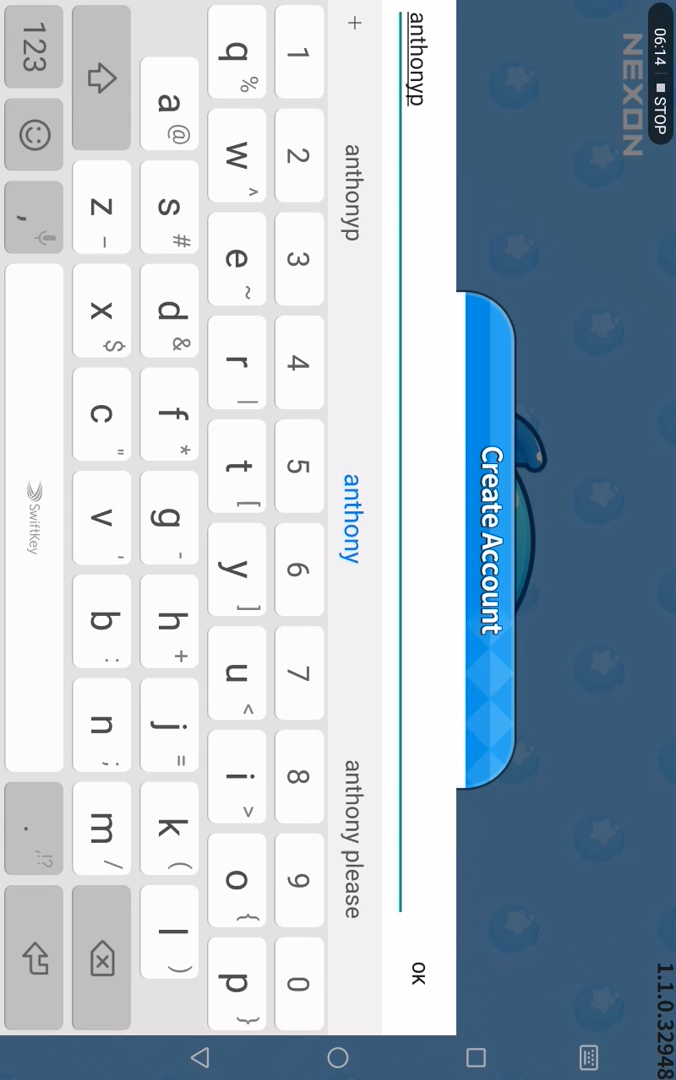 06:14 STOP
NEXON
1.1.0.32948
Create Account
anthonyp
OK
+ anthonyp anthony anthony please
1 2 3 4 5 6 7 8 9 0
q % w ^ e ~ r | t [ y ] u < i > o { p }
a @ s # d & f * g - h + j = k ( l )
z _ x $ c " v ' b : n ; m /
123 , SwiftKey . ,!?